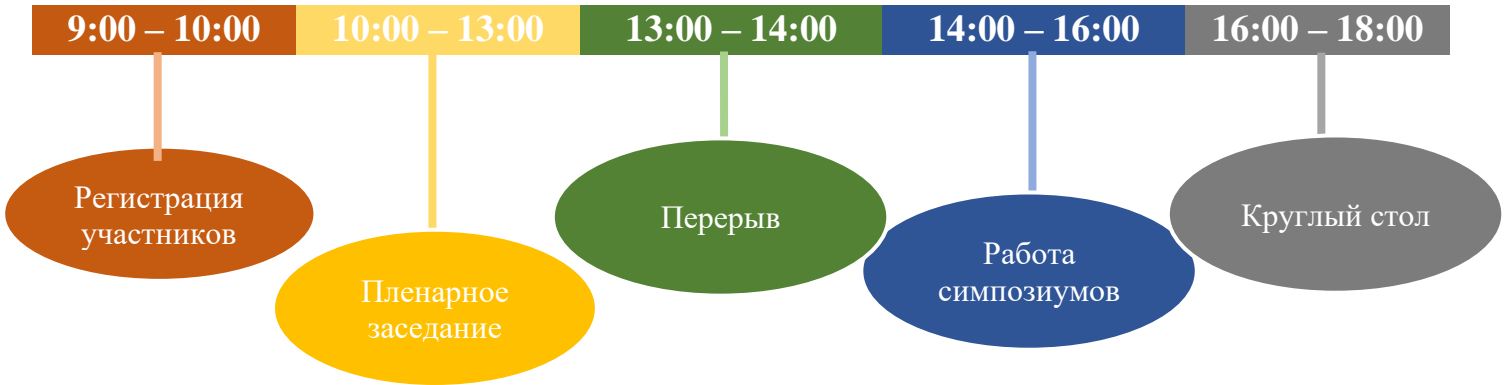 9:00 – 10:00
10:00 – 13:00
13:00 – 14:00
14:00 – 16:00
16:00 – 18:00
Регистрация
участников
Пленарное
заседание
Перерыв
Работа
симпозиумов
Круглый стол